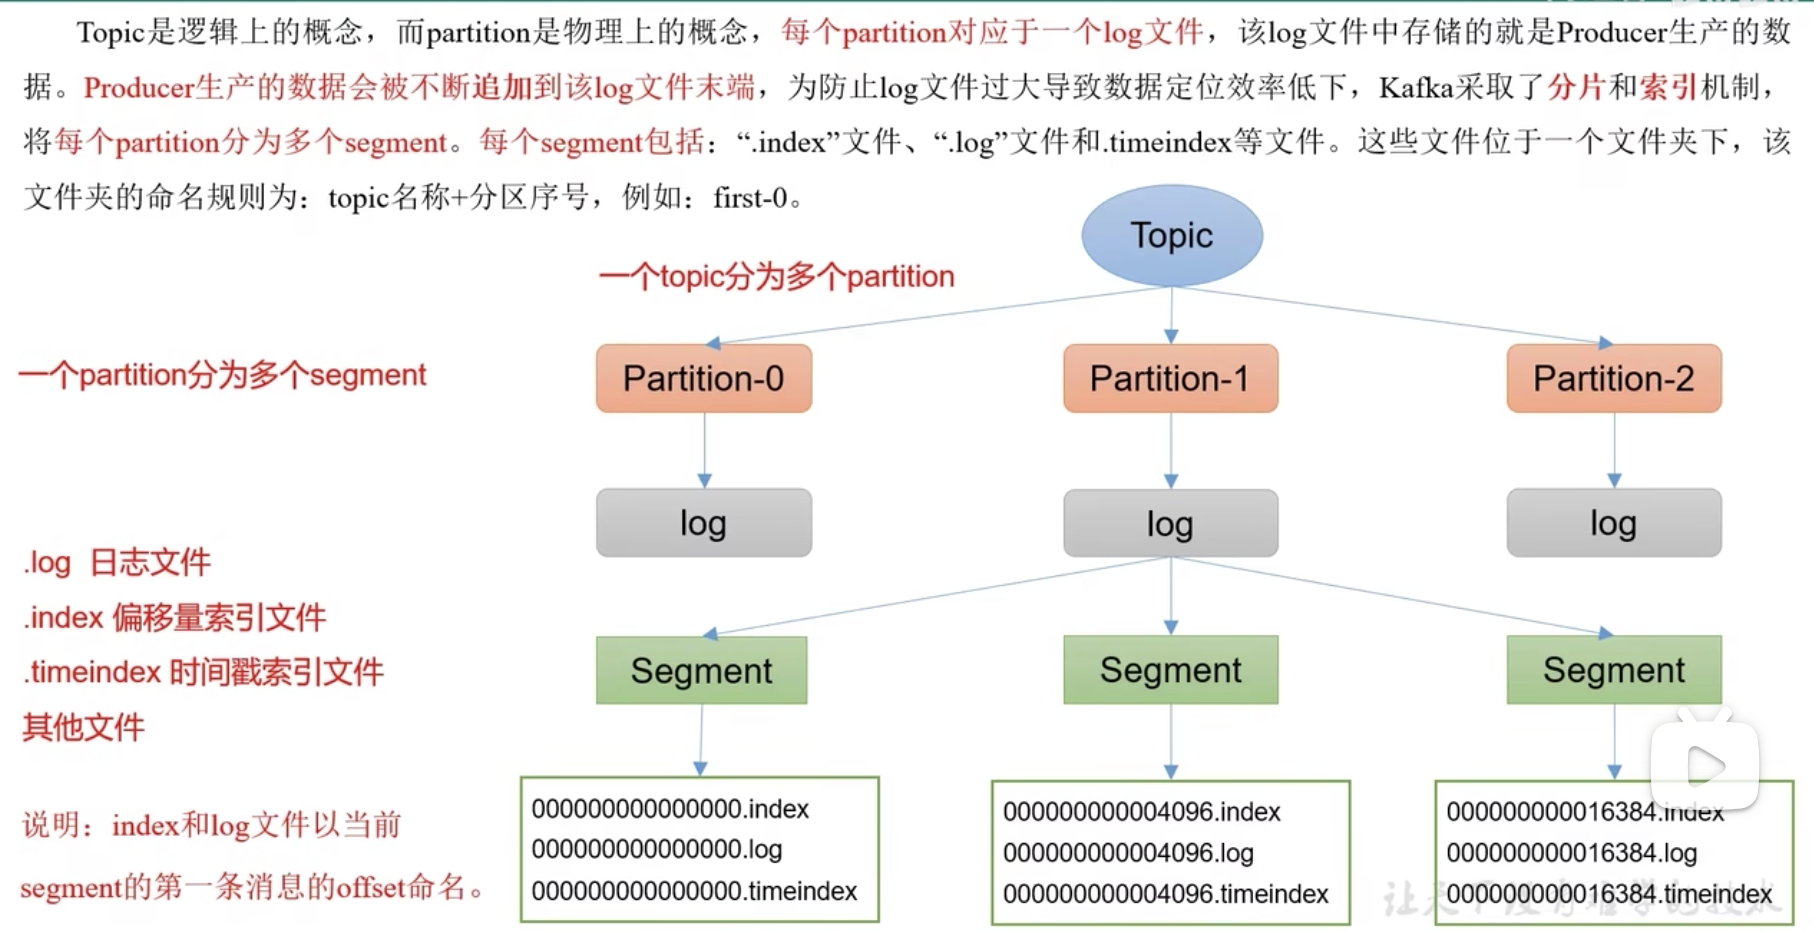 Topic是逻辑上的概念，而partition是物理上的概念，每个partition对应于一个log文件，该log文件中存储的就是Producer生产的数
据。Producer生产的数据会被不断追加到该log文件末端，为防止log文件过大导致数据定位效率低下，Kafka采取了分片和索引机制，
将每个partition分为多个segment。每个segment包括：“.index”文件、“.log”文件和.timeindex等文件。这些文件位于一个文件夹下，该
文件夹的命名规则为：topic名称+分区序号，例如：first-0。
Topic
一个topic分为多个partition
一个partition分为多个segment
Partition-0
Partition-1
Partition-2
log
log
log
.log 日志文件
.index 偏移量索引文件
.timeindex 时间戳索引文件
其他文件
Segment
Segment
Segment
说明：index和log文件以当前
segment的第一条消息的offset命名。
000000000000000.index
000000000000000.log
000000000000000.timeindex
000000000004096.index
000000000004096.log
000000000004096.timeindex
000000000016384.index
000000000016384.log
000000000016384.timeindex